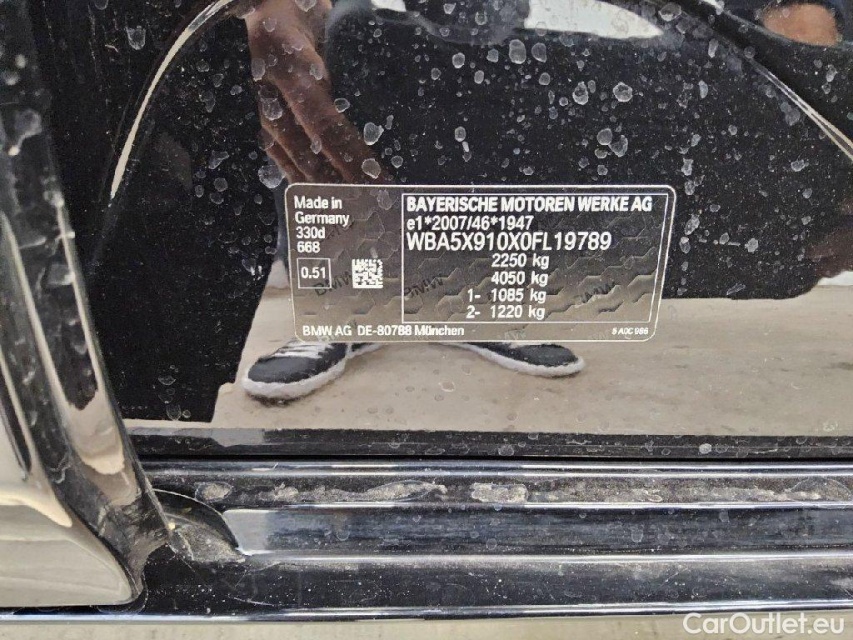 Made in
Germany
330d
668
0.51
BAYERISCHE MOTOREN WERKE AG
e1*2007/46*1947
WBA5X910X0FL19789
2250 kg
4050 kg
1- 1085 kg
2- 1220 kg
BMW AG DE-80788 München
CarOutlet.eu